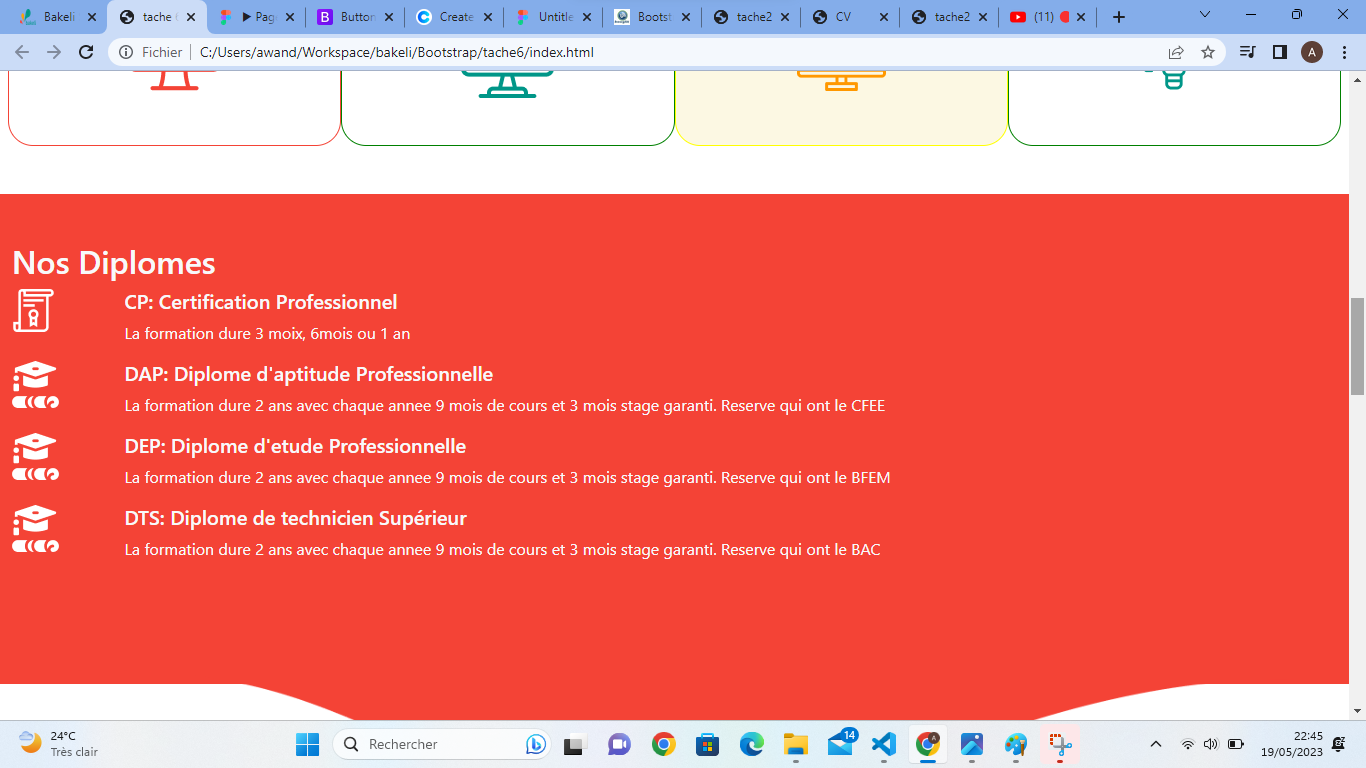 Bakeli
tache
Page
Button
Create
Untitle
Bootst
tache2
CV
tache2
(11)
Fichier
C:/Users/awand/Workspace/bakeli/Bootstrap/tache6/index.html
A
Nos Diplomes
CP: Certification Professionnel
La formation dure 3 moix, 6mois ou 1 an
DAP: Diplome d'aptitude Professionnelle
La formation dure 2 ans avec chaque annee 9 mois de cours et 3 mois stage garanti. Reserve qui ont le CFEE
DEP: Diplome d'etude Professionnelle
La formation dure 2 ans avec chaque annee 9 mois de cours et 3 mois stage garanti. Reserve qui ont le BFEM
DTS: Diplome de technicien Supérieur
La formation dure 2 ans avec chaque annee 9 mois de cours et 3 mois stage garanti. Reserve qui ont le BAC
24°C
Très clair
Rechercher
14
A
22:45
19/05/2023